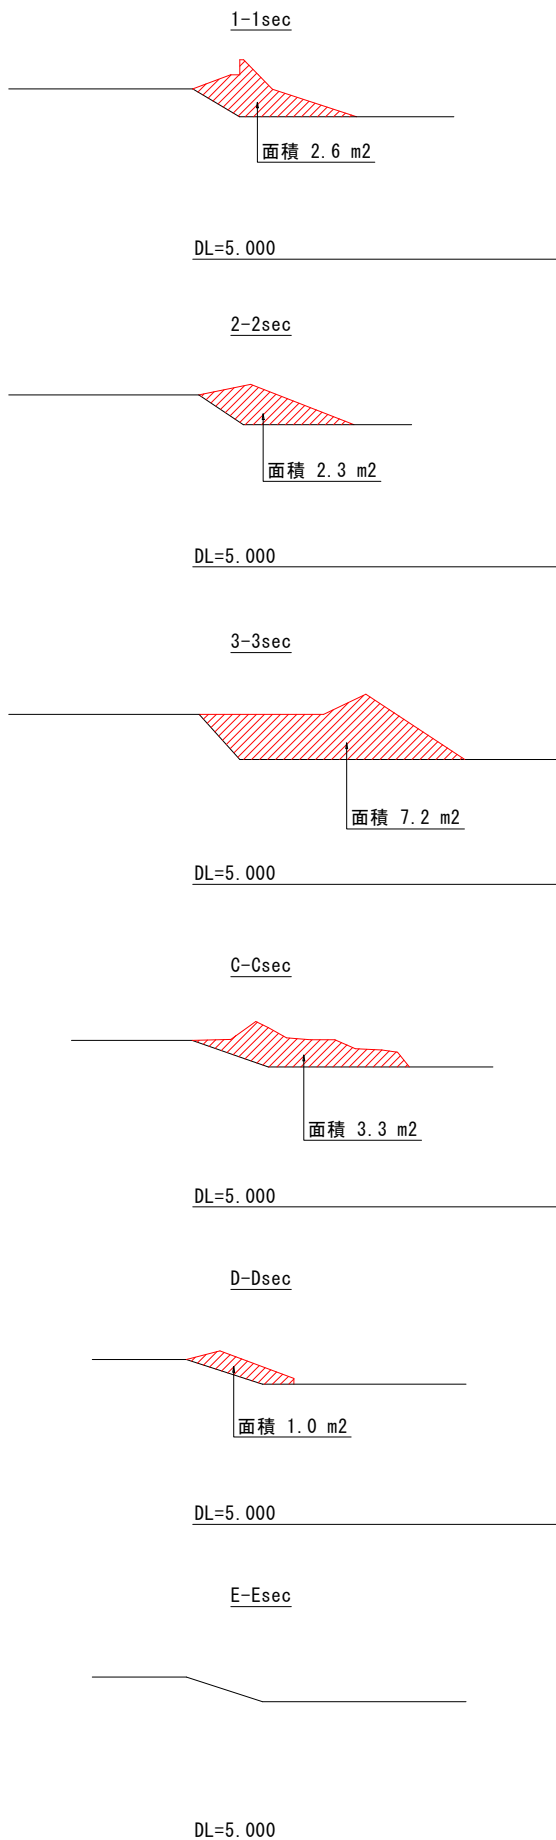 1-1sec
面積 2.6 m2
DL=5.000
2-2sec
面積 2.3 m2
DL=5.000
3-3sec
面積 7.2 m2
DL=5.000
C-Csec
面積 3.3 m2
DL=5.000
D-Dsec
面積 1.0 m2
DL=5.000
E-Esec
DL=5.000